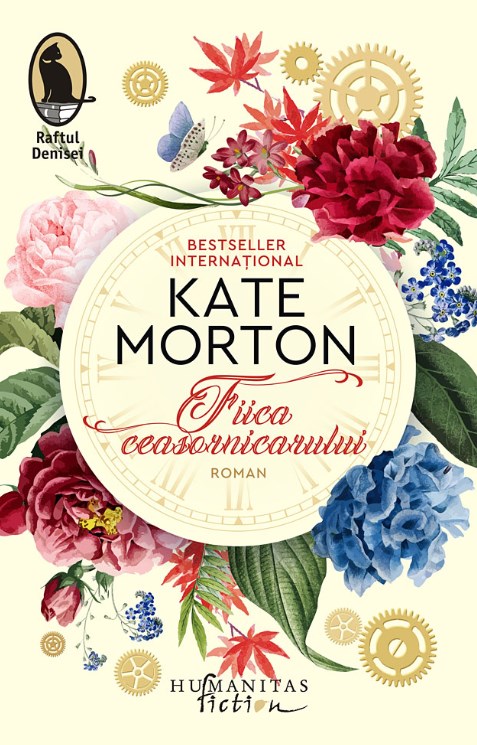 Raftul
Denisei
BESTSELLER
INTERNAȚIONAL
KATE
MORTON
Fiica
ceasornicarului
ROMAN
HUMANITAS
fiction